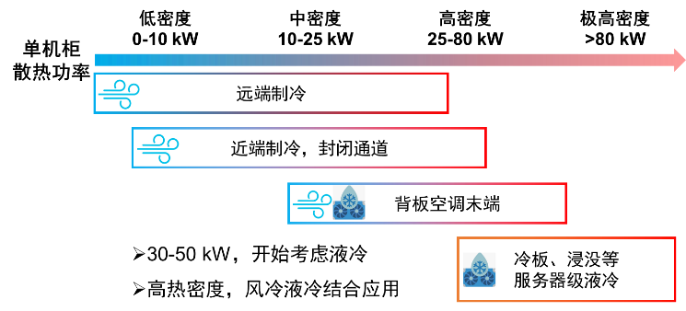 低密度 中密度 高密度 极高密度
0-10 kW 10-25 kW 25-80 kW >80 kW
单机柜
散热功率
远端制冷
近端制冷，封闭通道
背板空调末端
➢30-50 kW，开始考虑液冷
➢高热密度，风冷液冷结合应用
冷板、浸没等
服务器级液冷